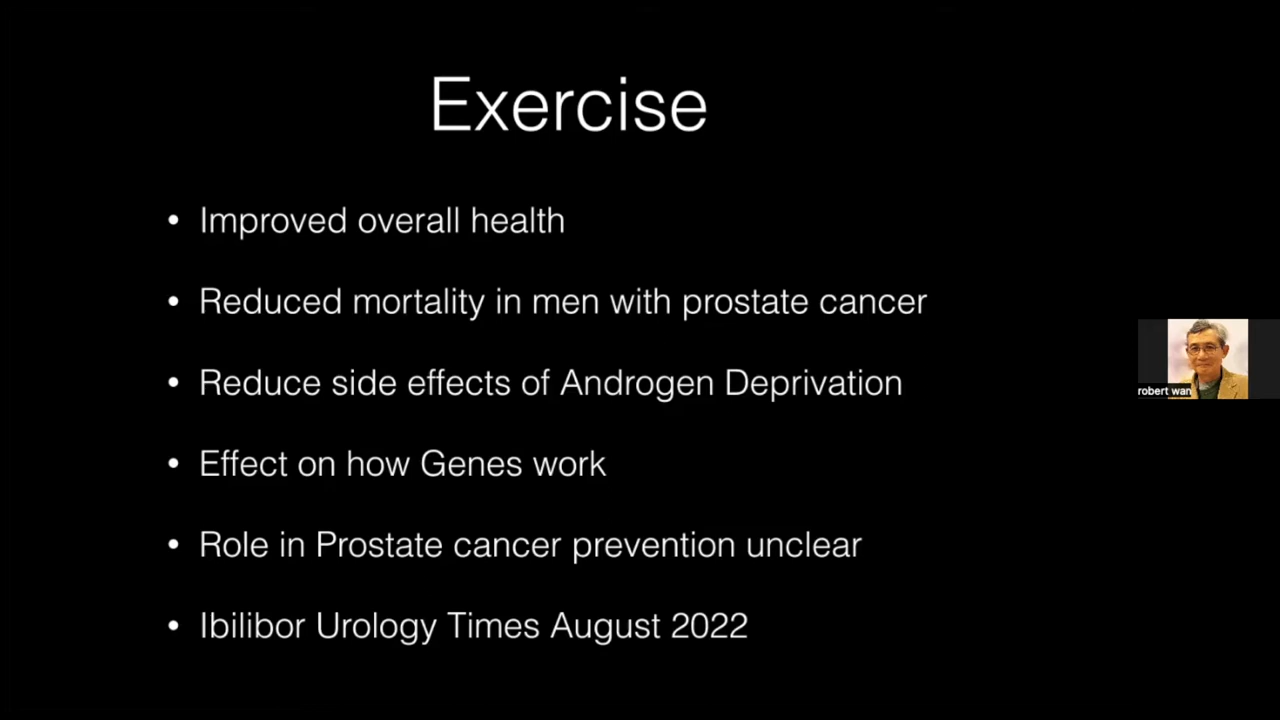 Exercise
• Improved overall health
• Reduced mortality in men with prostate cancer
• Reduce side effects of Androgen Deprivation
• Effect on how Genes work
• Role in Prostate cancer prevention unclear
• Ibilibor Urology Times August 2022
robert wan